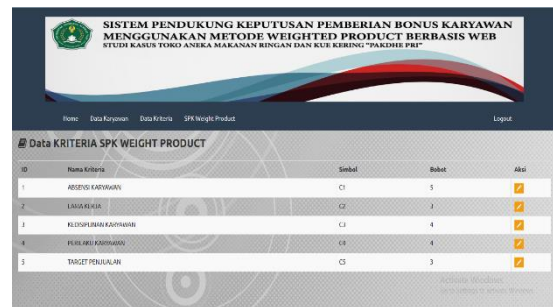 SISTEM PENDUKUNG KEPUTUSAN PEMBERIAN BONUS KARYAWAN
MENGGUNAKAN METODE WEIGHTED PRODUCT BERBASIS WEB
STUDI KASUS TOKO ANEKA MAKANAN RINGAN DAN KUE KERING "PAKDHE PRI"
Home Data Karyawan Data Kriteria SPK Weight Product Logout
Data KRITERIA SPK WEIGHT PRODUCT
ID Nama Kriteria Simbol Bobot Aksi
1 ABSENSI KARYAWAN C1 5
2 LAMA KERJA C2 3
3 KEDISIPLINAN KARYAWAN C3 4
4 PERILAKU KARYAWAN C4 4
5 TARGET PENJUALAN C5 3
Activate Windows